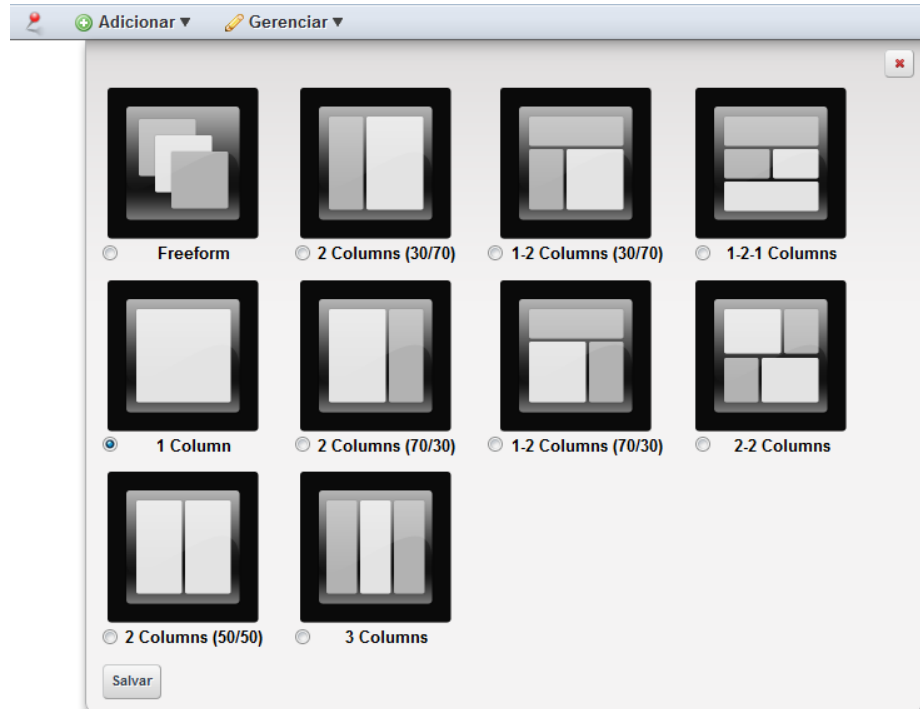 Adicionar ▼ Gerenciar ▼
Freeform 2 Columns (30/70) 1-2 Columns (30/70) 1-2-1 Columns
1 Column 2 Columns (70/30) 1-2 Columns (70/30) 2-2 Columns
2 Columns (50/50) 3 Columns
Salvar